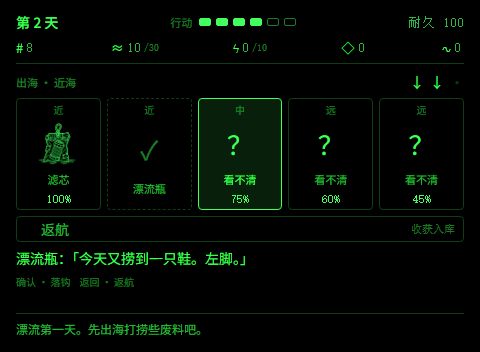 第 2 天 行动 耐久 100
# 8 ≈ 10 /30 ϟ 0 /10 ◇ 0 ∿ 0
出海 · 近海 ↓ ↓
近 近 中 远 远
✓ ? ? ?
滤芯 漂流瓶 看不清 看不清 看不清
100% 75% 60% 45%
返航 收获入库
漂流瓶：「今天又捞到一只鞋。左脚。」
确认 · 落钩 返回 · 返航
漂流第一天。先出海打捞些废料吧。